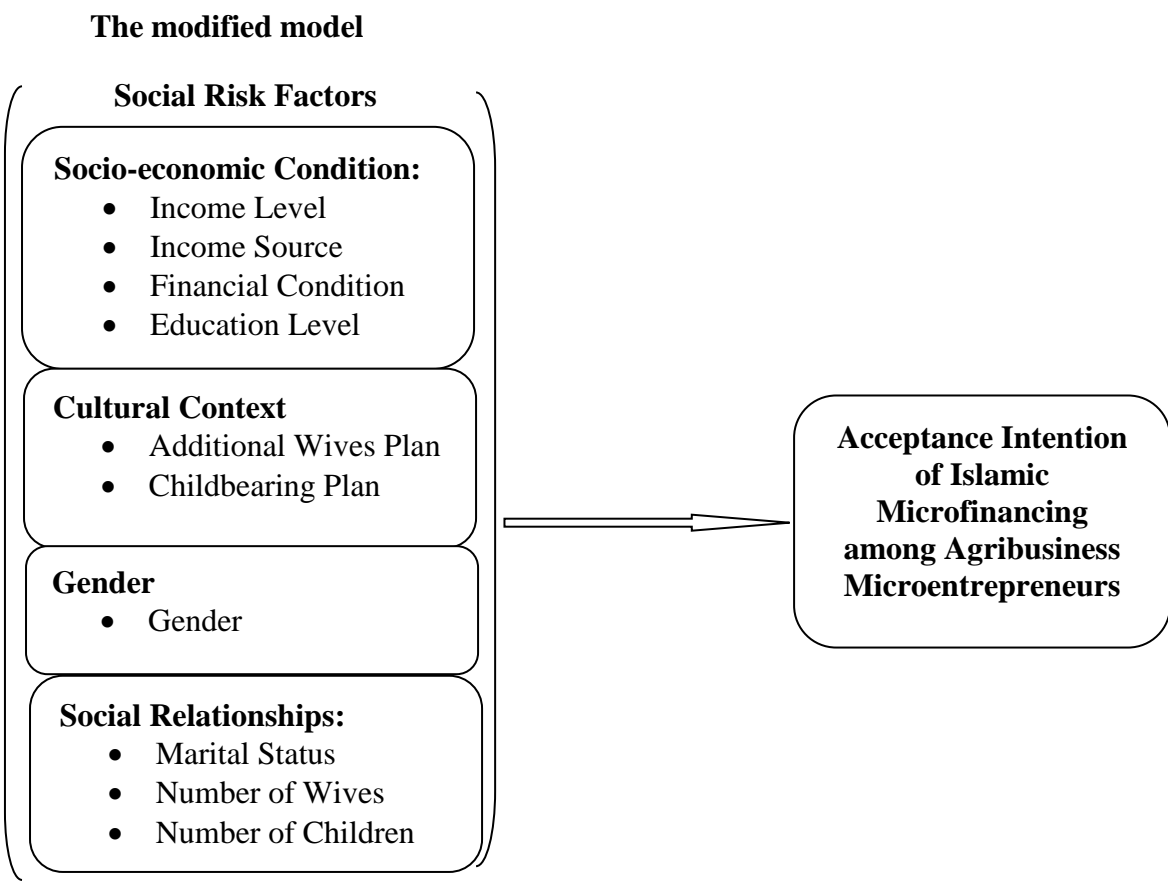 The modified model
Social Risk Factors
Socio-economic Condition:
• Income Level
• Income Source
• Financial Condition
• Education Level
Cultural Context
• Additional Wives Plan
• Childbearing Plan
Gender
• Gender
Social Relationships:
• Marital Status
• Number of Wives
• Number of Children
Acceptance Intention
of Islamic
Microfinancing
among Agribusiness
Microentrepreneurs